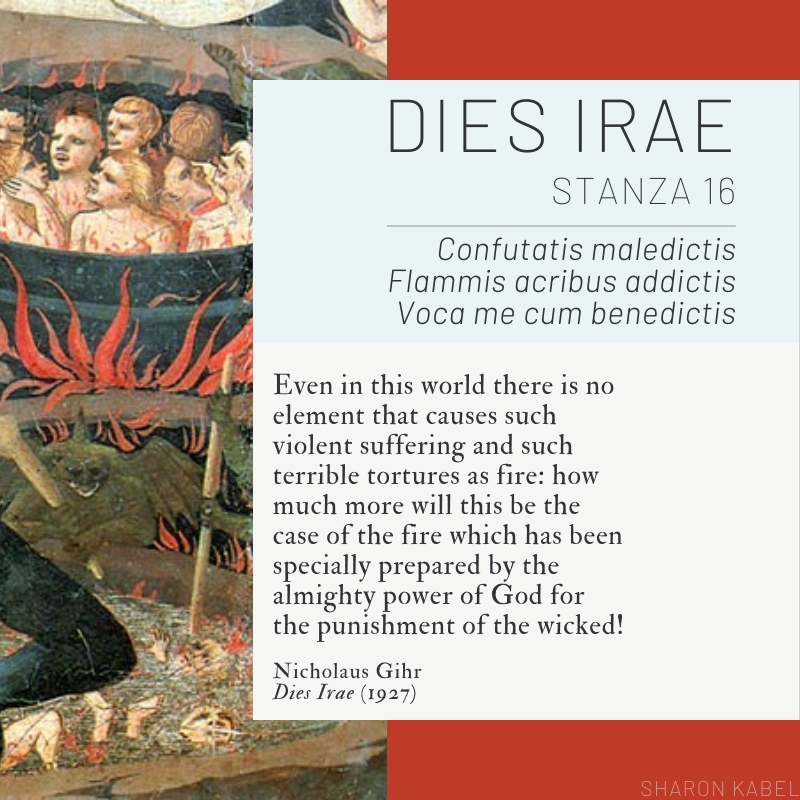 DIES IRAE
STANZA 16
Confutatis maledictis
Flammis acribus addictis
Voca me cum benedictis
Even in this world there is no
element that causes such
violent suffering and such
terrible tortures as fire: how
much more will this be the
case of the fire which has been
specially prepared by the
almighty power of God for
the punishment of the wicked!
Nicholaus Gihr
Dies Irae (1927)
SHARON KABEL